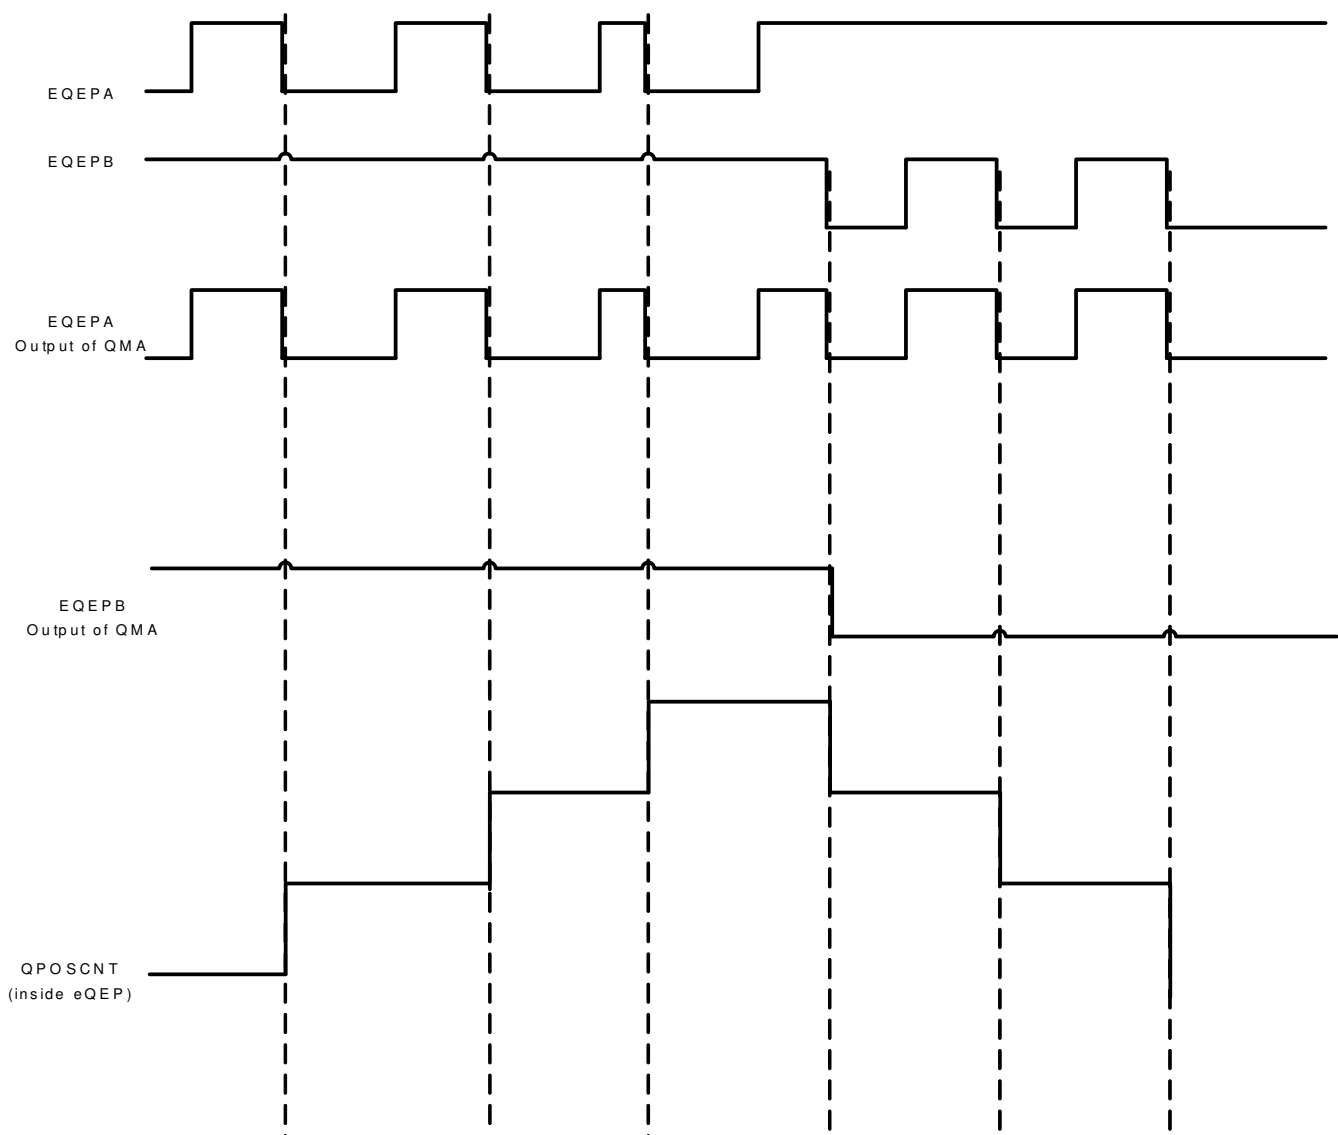 EQEPA
EQEPB
EQEPA
Output of QMA
EQEPB
Output of QMA
QPOSCNT
(inside eQEP)